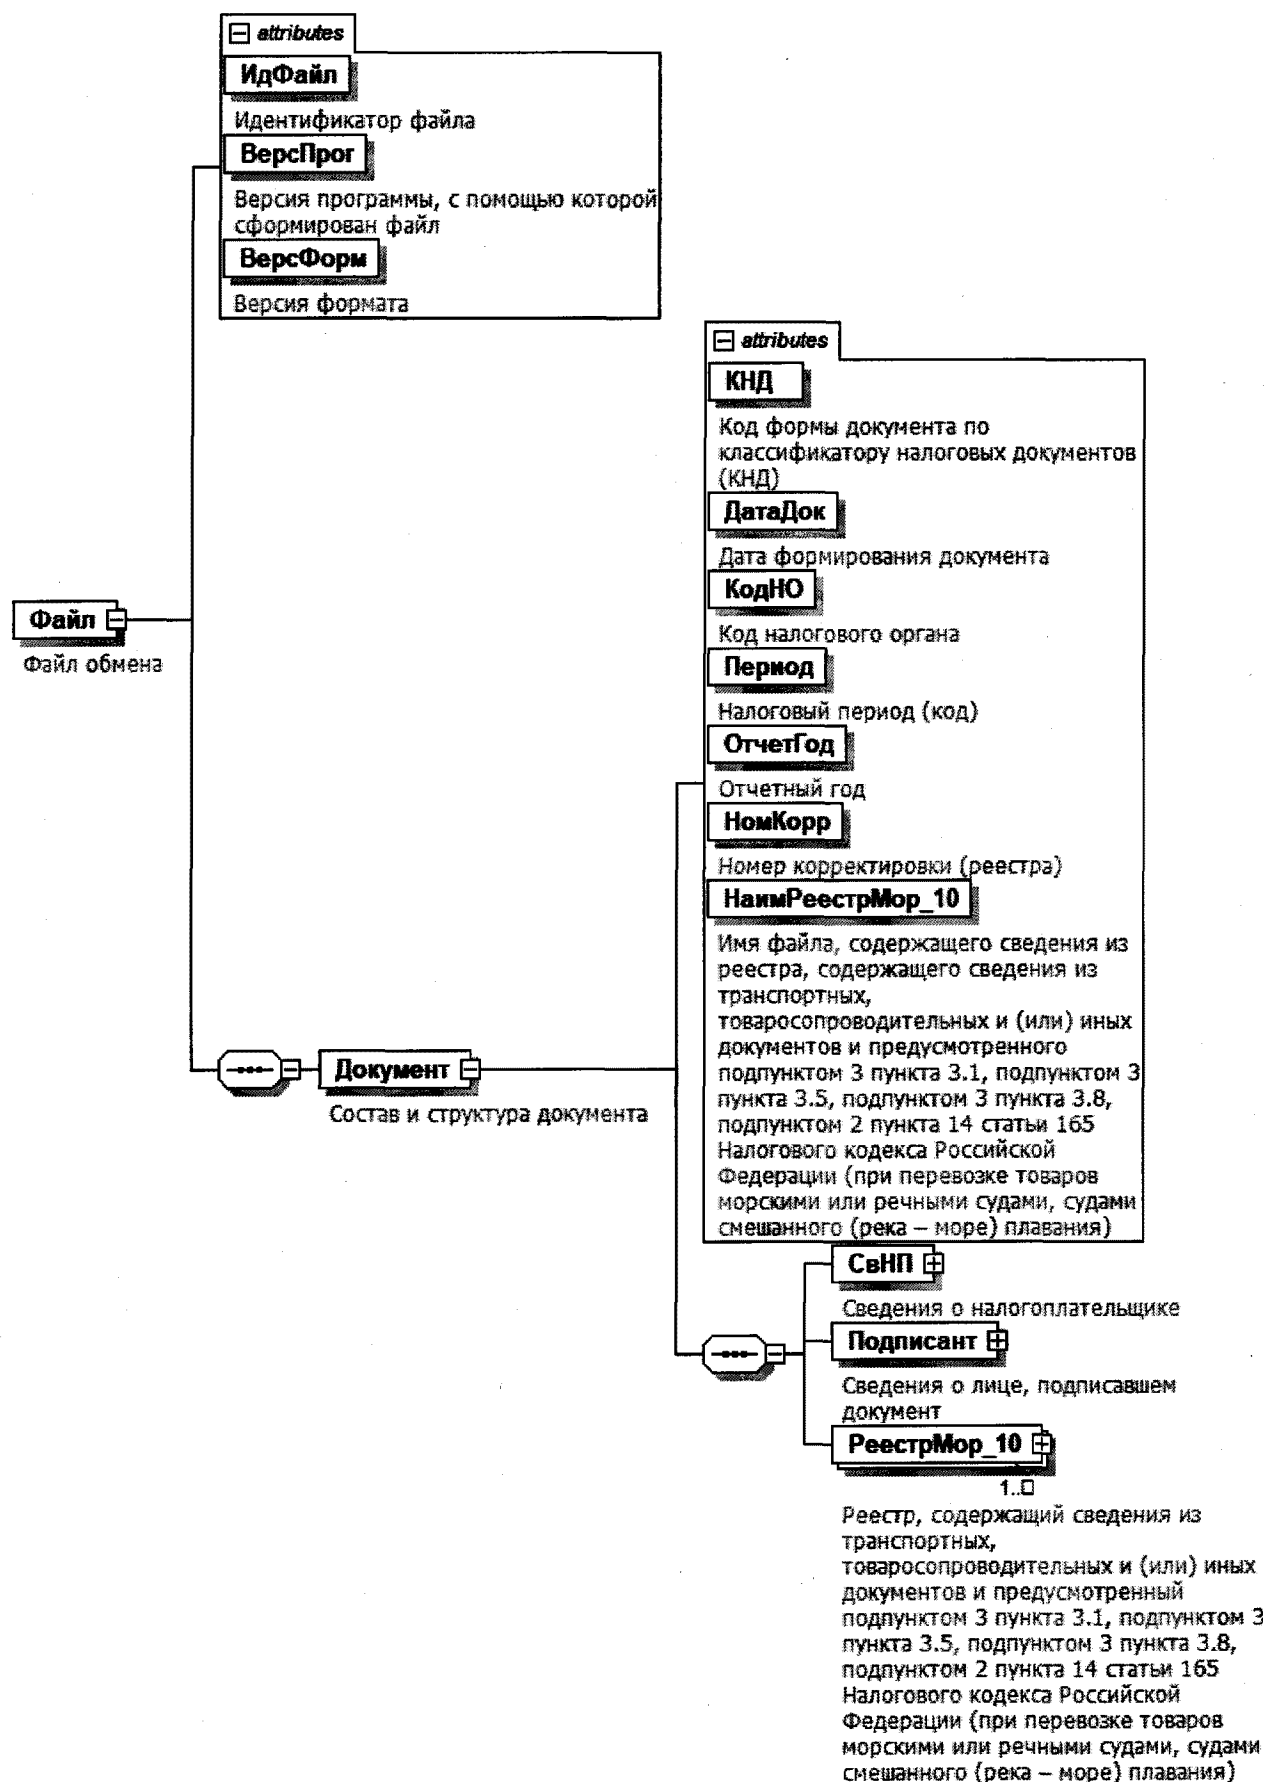 attributes
ИдФайл
Идентификатор файла
ВерсПрог
Версия программы, с помощью которой
сформирован файл
ВерсФорм
Версия формата
attributes
КНД
Код формы документа по
классификатору налоговых документов
(КНД)
ДатаДок
Дата формирования документа
КодНО
Код налогового органа
Период
Налоговый период (код)
ОтчетГод
Отчетный год
НомКорр
Номер корректировки (реестра)
НаимРеестрМор_10
Имя файла, содержащего сведения из
реестра, содержащего сведения из
транспортных,
товаросопроводительных и (или) иных
документов и предусмотренного
подпунктом 3 пункта 3.1, подпунктом 3
пункта 3.5, подпунктом 3 пункта 3.8,
подпунктом 2 пункта 14 статьи 165
Налогового кодекса Российской
Федерации (при перевозке товаров
морскими или речными судами, судами
смешанного (река – море) плавания)
Файл
Файл обмена
Документ
Состав и структура документа
СвНП
Сведения о налогоплательщике
Подписант
Сведения о лице, подписавшем
документ
РеестрМор_10
1..□
Реестр, содержащий сведения из
транспортных,
товаросопроводительных и (или) иных
документов и предусмотренный
подпунктом 3 пункта 3.1, подпунктом 3
пункта 3.5, подпунктом 3 пункта 3.8,
подпунктом 2 пункта 14 статьи 165
Налогового кодекса Российской
Федерации (при перевозке товаров
морскими или речными судами, судами
смешанного (река – море) плавания)